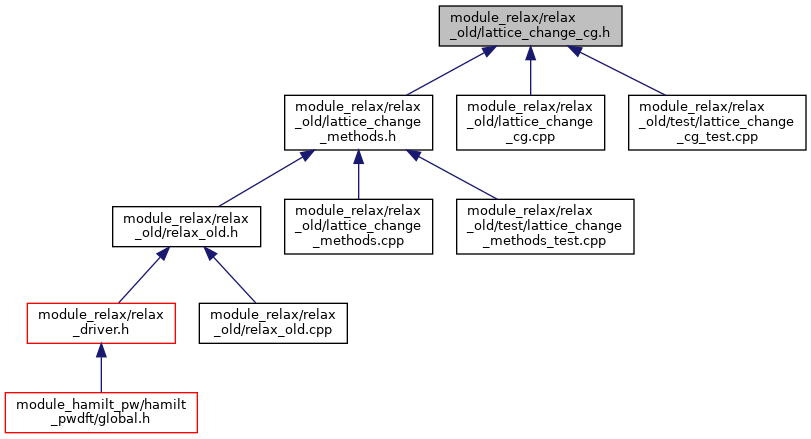 module_relax/relax
_old/lattice_change_cg.h
module_relax/relax
_old/lattice_change
_methods.h
module_relax/relax
_old/lattice_change
_cg.cpp
module_relax/relax
_old/test/lattice_change
_cg_test.cpp
module_relax/relax
_old/relax_old.h
module_relax/relax
_old/lattice_change
_methods.cpp
module_relax/relax
_old/test/lattice_change
_methods_test.cpp
module_relax/relax
_driver.h
module_relax/relax
_old/relax_old.cpp
module_hamilt_pw/hamilt
_pwdft/global.h